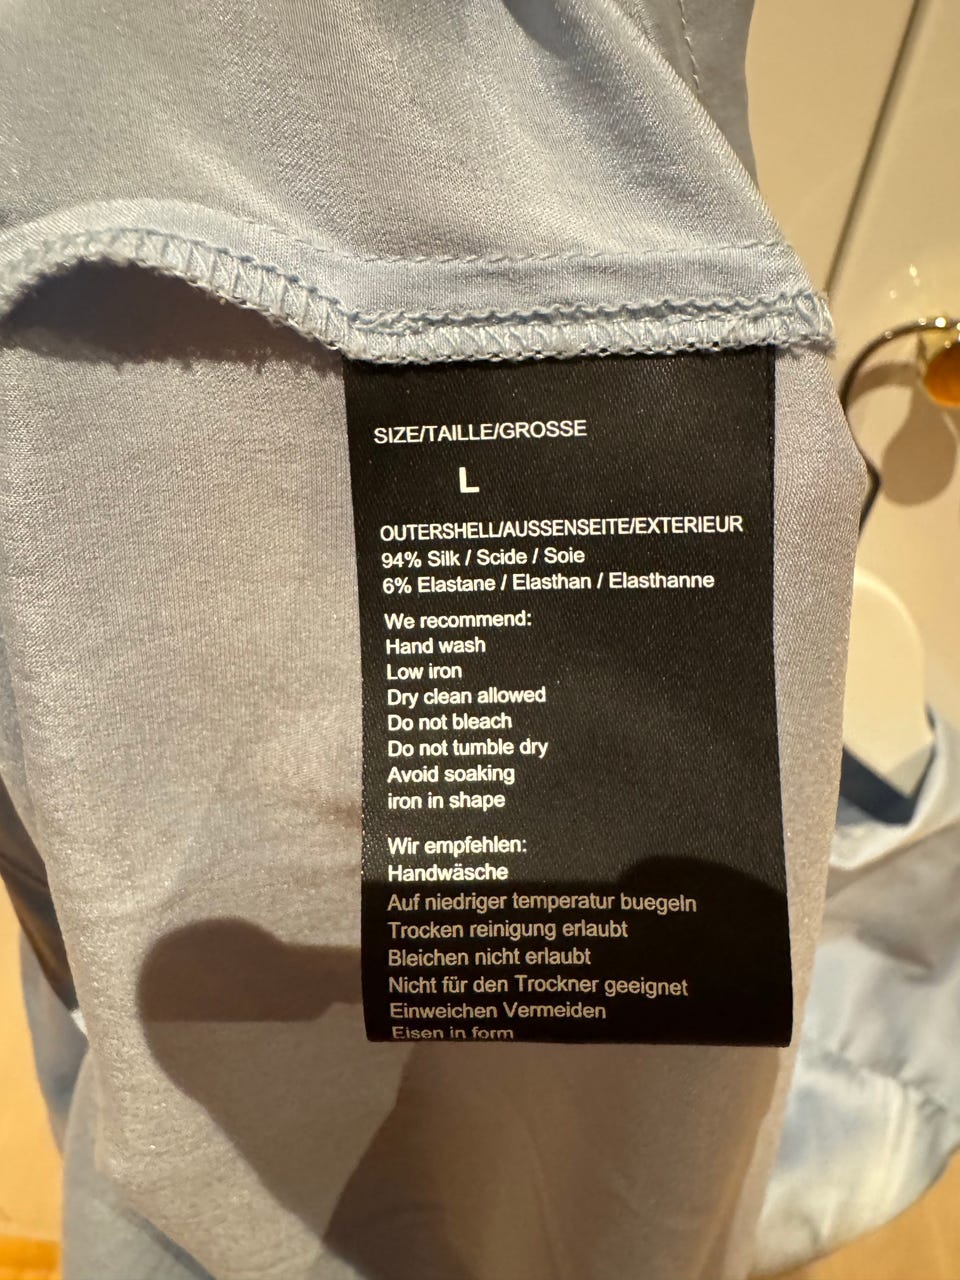 SIZE/TAILLE/GROSSE
L
OUTERSHELL/AUSSENSEITE/EXTERIEUR
94% Silk / Scide / Soie
6% Elastane / Elasthan / Elasthanne
We recommend:
Hand wash
Low iron
Dry clean allowed
Do not bleach
Do not tumble dry
Avoid soaking
iron in shape
Wir empfehlen:
Handwäsche
Auf niedriger temperatur buegeln
Trocken reinigung erlaubt
Bleichen nicht erlaubt
Nicht für den Trockner geeignet
Einweichen Vermeiden
Eisen in form